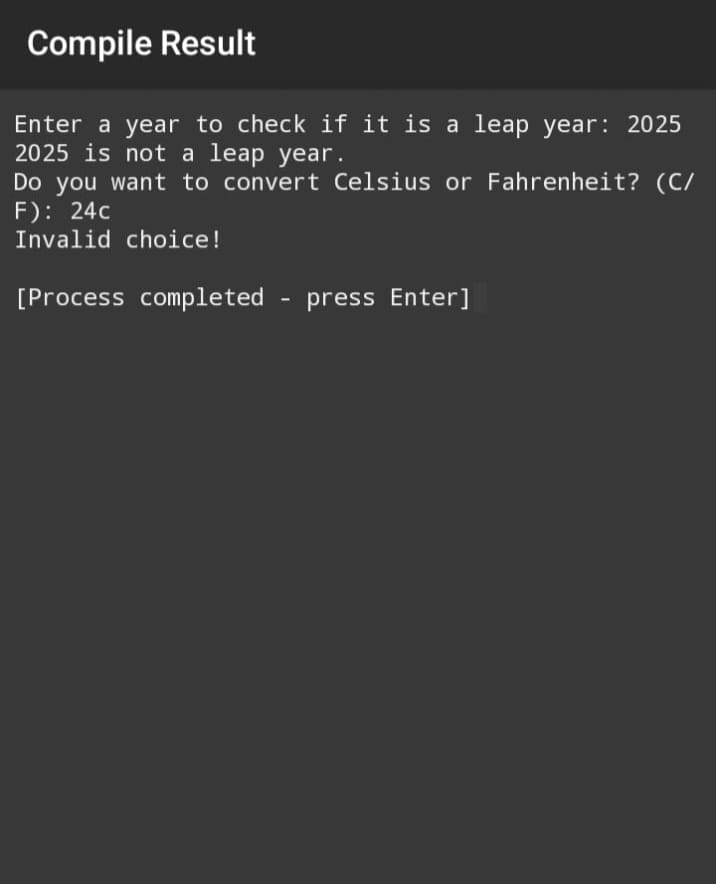 Compile Result
Enter a year to check if it is a leap year: 2025
2025 is not a leap year.
Do you want to convert Celsius or Fahrenheit? (C/
F): 24c
Invalid choice!
[Process completed - press Enter]